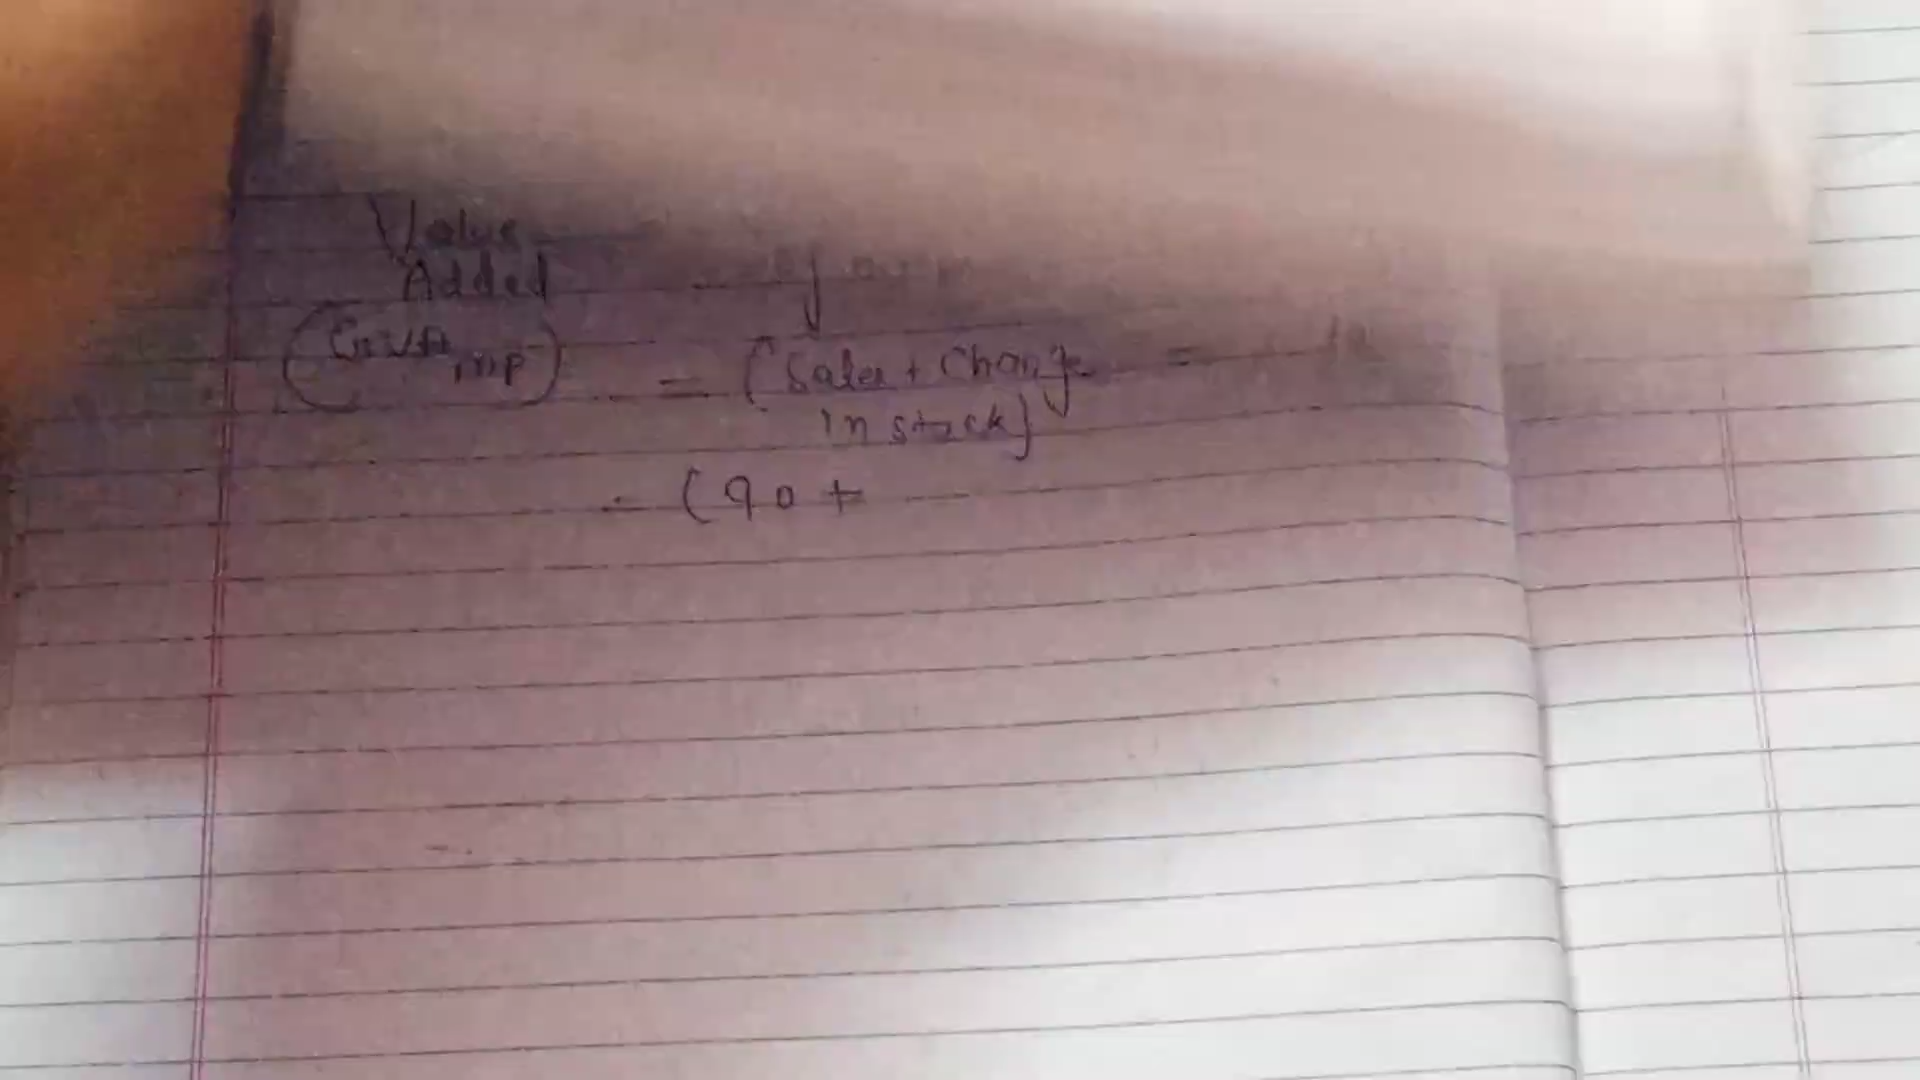 Value
Added
(GVA mp)
= (Sales + Change
in stock)
= (90 +